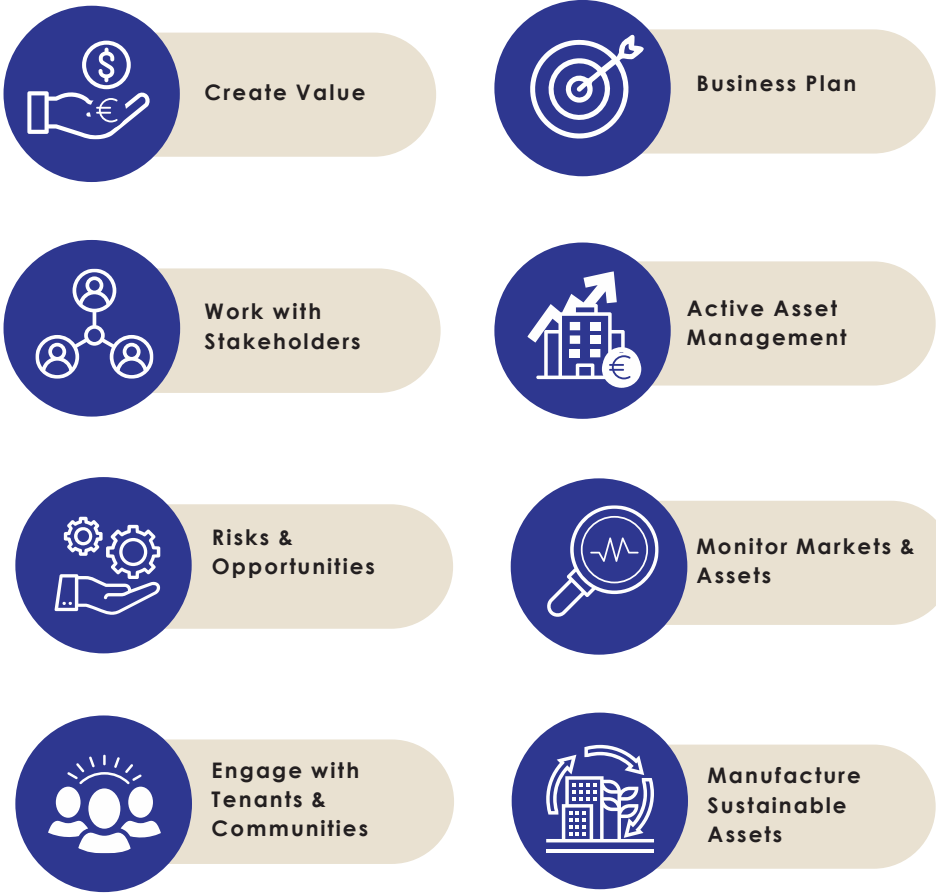 $
€
Create Value
Business Plan
Work with
Stakeholders
Active Asset
Management
€
Risks &
Opportunities
Monitor Markets &
Assets
Engage with
Tenants &
Communities
Manufacture
Sustainable
Assets